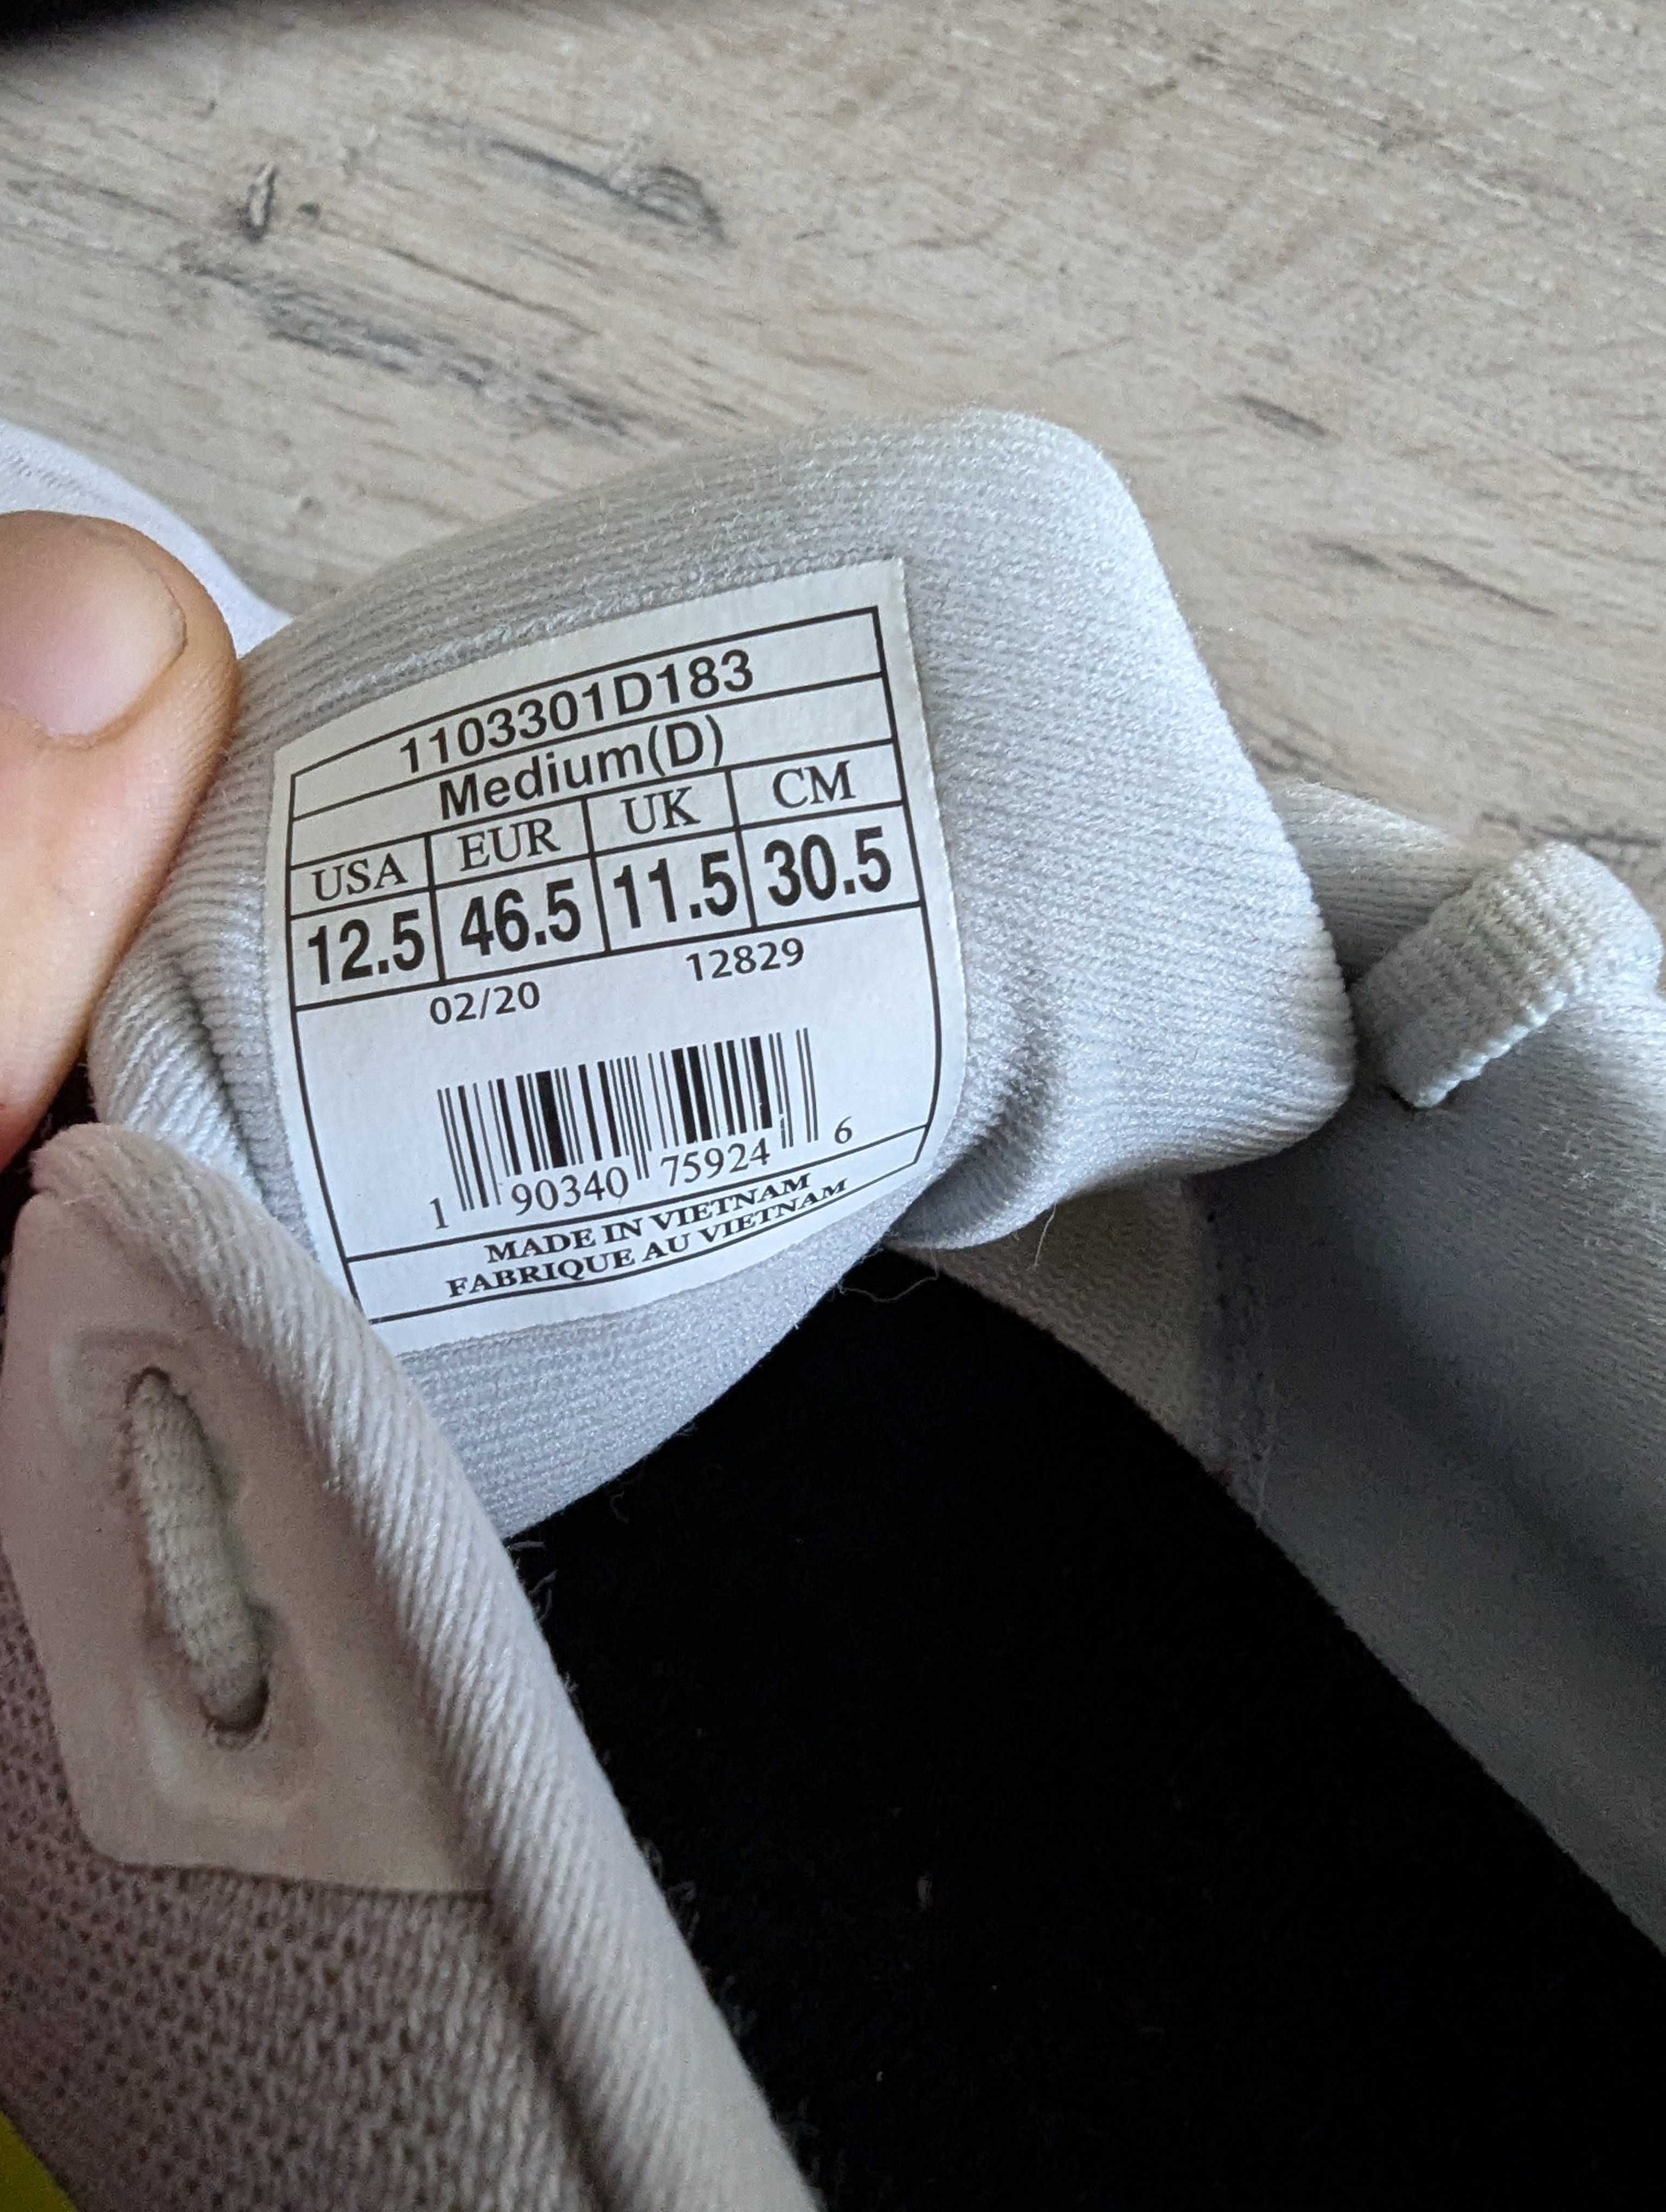 1103301D183
Medium(D)
USA EUR UK CM
12.5 46.5 11.5 30.5
02/20 12829
1 90340 75924 6
MADE IN VIETNAM
FABRIQUE AU VIETNAM